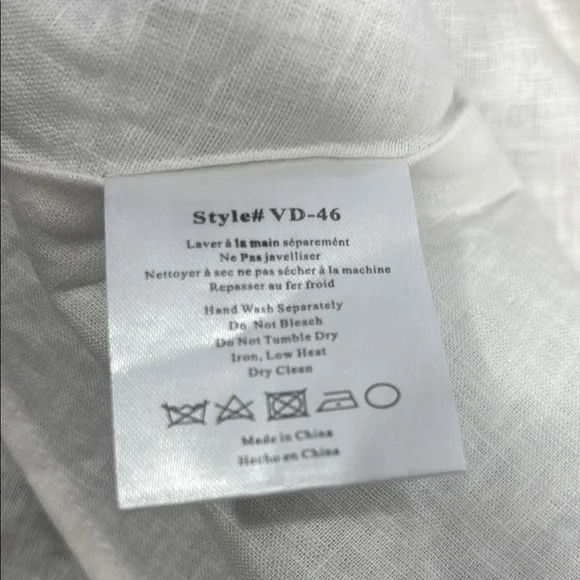 Style# VD-46
Laver à la main séparément
Ne Pas javelliser
Nettoyer à sec ne pas sécher à la machine
Repasser au fer froid
Hand Wash Separately
Do Not Bleach
Do Not Tumble Dry
Iron, Low Heat
Dry Clean
Made in China
Hecho en China